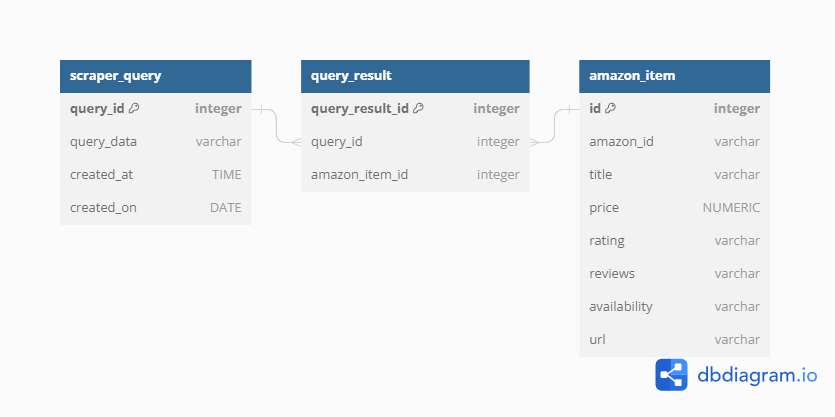 scraper_query
query_id integer
query_data varchar
created_at TIME
created_on DATE
query_result
query_result_id integer
query_id integer
amazon_item_id integer
amazon_item
id integer
amazon_id varchar
title varchar
price NUMERIC
rating varchar
reviews varchar
availability varchar
url varchar
dbdiagram.io